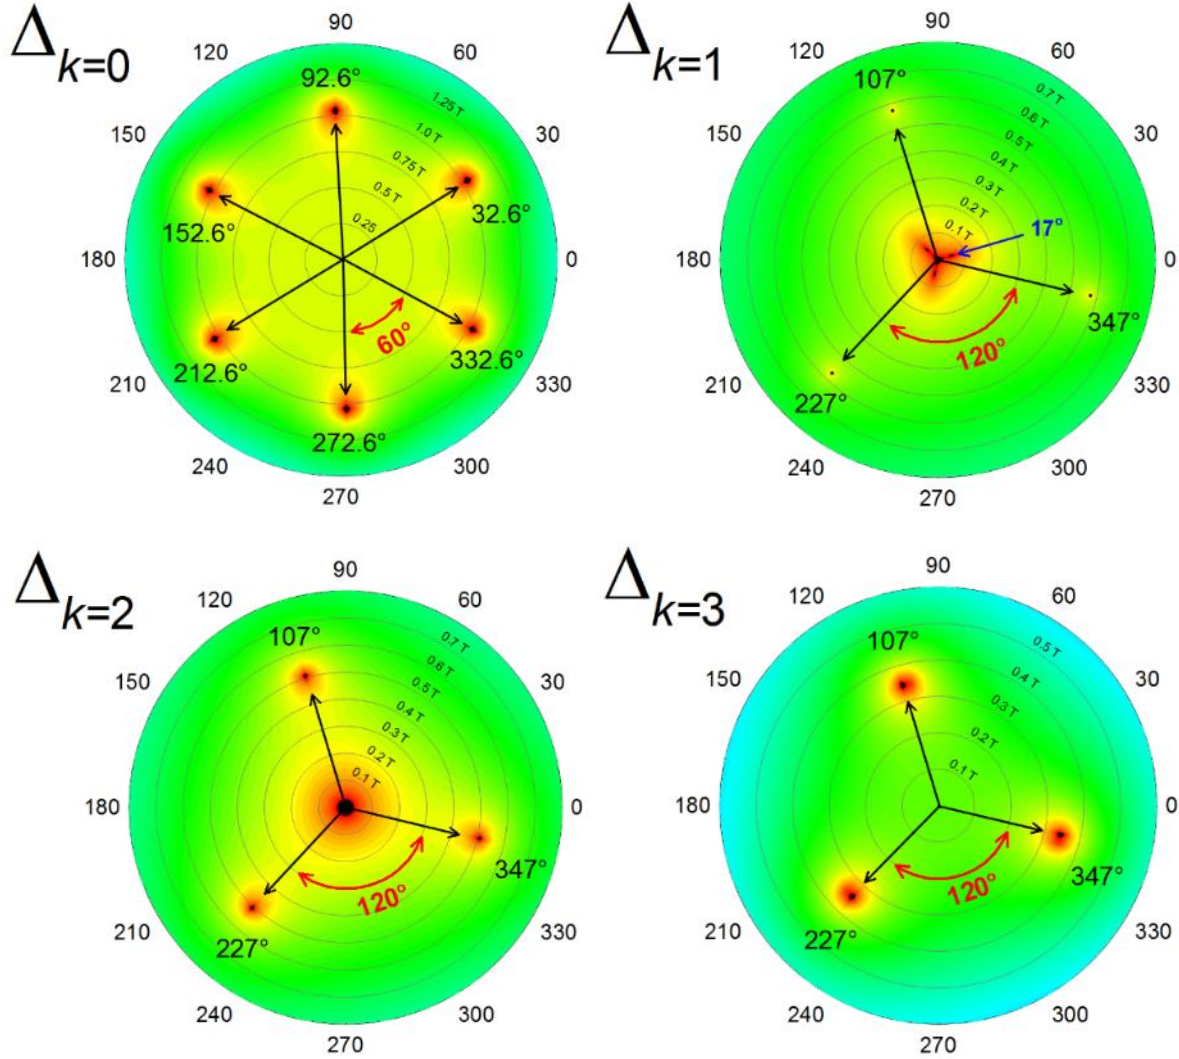 Δk=0
90
120
60
92.6°
1.25 T
1.0 T
150
30
0.75 T
0.5 T
152.6°
32.6°
0.25
180
0
212.6°
60°
332.6°
210
330
272.6°
240
300
270
Δk=1
90
120
60
107°
0.7 T
0.6 T
150
30
0.5 T
0.4 T
0.3 T
0.2 T
0.1 T
17°
180
0
347°
120°
210
330
227°
240
300
270
Δk=2
90
120
60
107°
0.7 T
0.6 T
150
30
0.5 T
0.4 T
0.3 T
0.2 T
0.1 T
180
0
347°
120°
210
330
227°
240
300
270
Δk=3
90
120
60
107°
0.5 T
0.4 T
150
30
0.3 T
0.2 T
0.1 T
180
0
347°
120°
210
330
227°
240
300
270